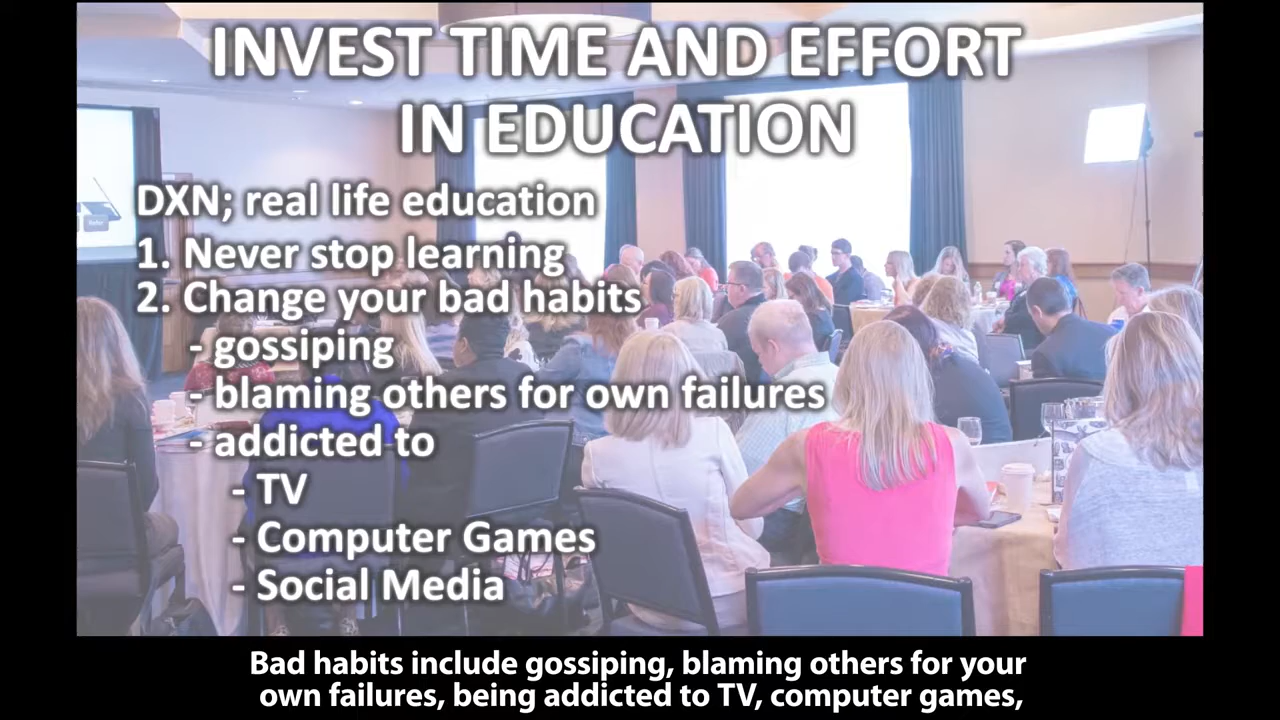 INVEST TIME AND EFFORT
IN EDUCATION
DXN; real life education
1. Never stop learning
2. Change your bad habits
- gossiping
- blaming others for own failures
- addicted to
- TV
- Computer Games
- Social Media
Bad habits include gossiping, blaming others for your
own failures, being addicted to TV, computer games,